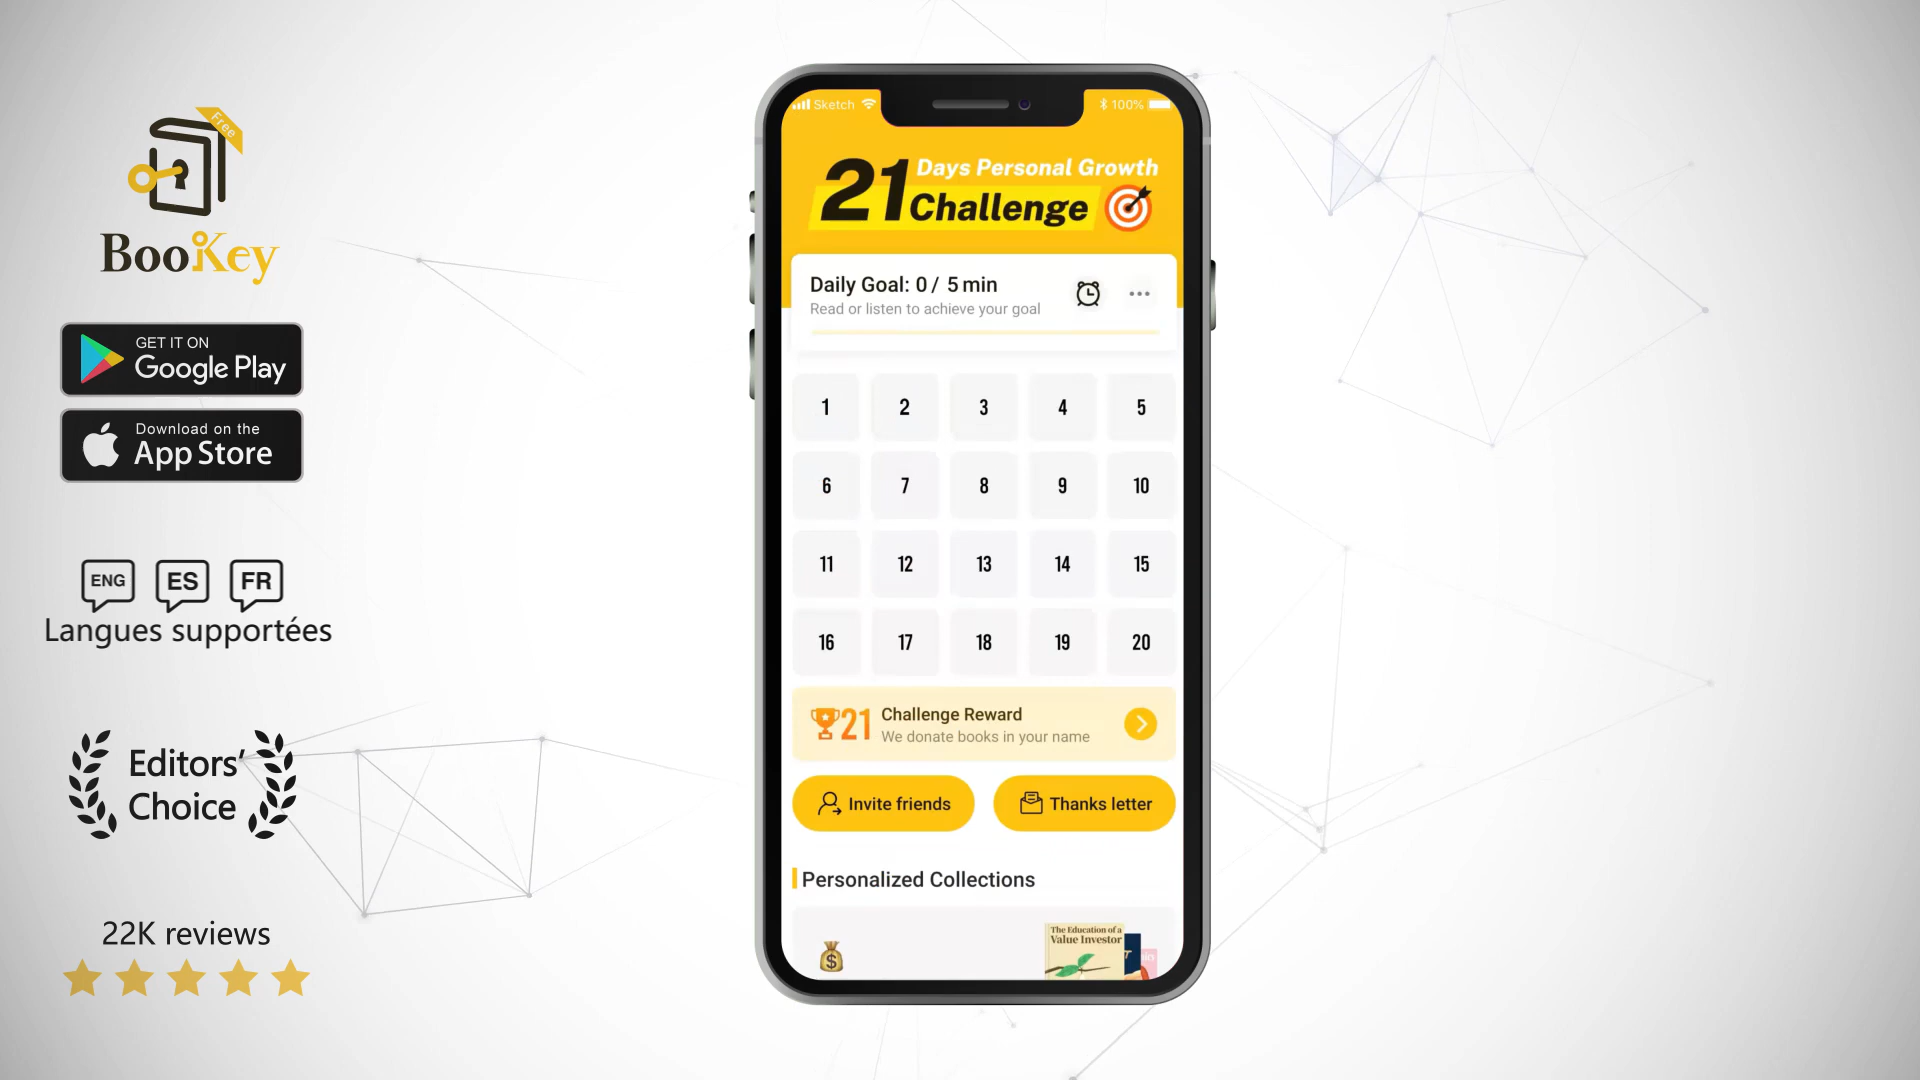 Free
BooKey
GET IT ON
Google Play
Download on the
App Store
ENG ES FR
Langues supportées
Editors'
Choice
22K reviews
Sketch 100%
21 Days Personal Growth
Challenge
Daily Goal: 0 / 5 min
Read or listen to achieve your goal
1 2 3 4 5
6 7 8 9 10
11 12 13 14 15
16 17 18 19 20
21 Challenge Reward
We donate books in your name
Invite friends Thanks letter
Personalized Collections
The Education of a
Value Investor